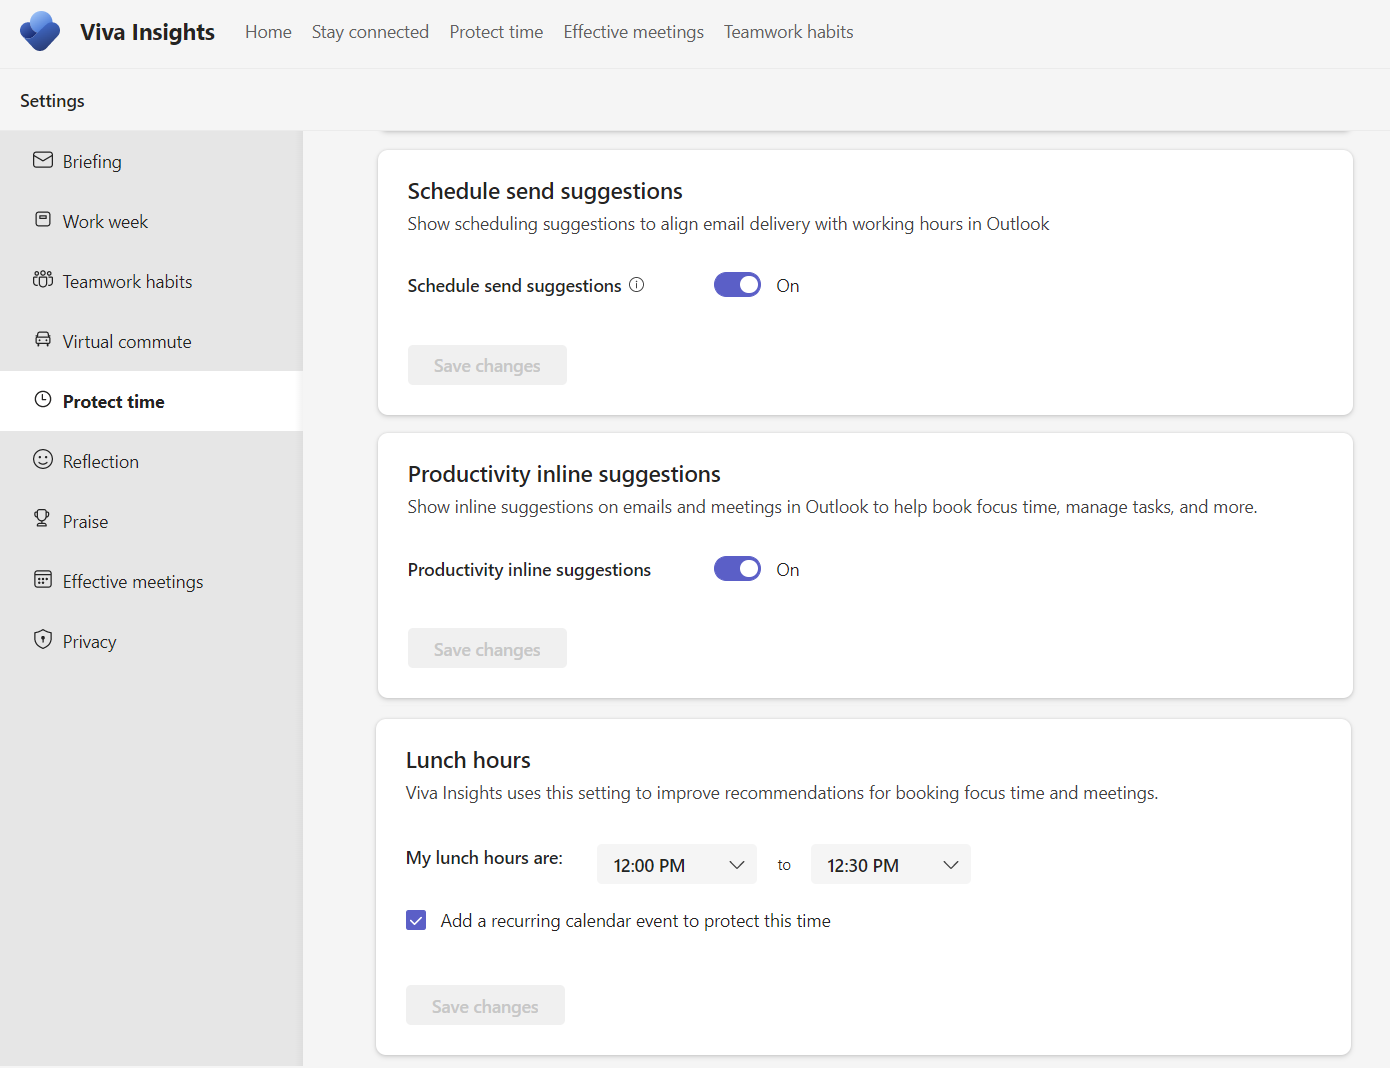 Viva Insights Home Stay connected Protect time Effective meetings Teamwork habits
Settings
Briefing
Work week
Teamwork habits
Virtual commute
Protect time
Reflection
Praise
Effective meetings
Privacy
Schedule send suggestions
Show scheduling suggestions to align email delivery with working hours in Outlook
Schedule send suggestions On
Save changes
Productivity inline suggestions
Show inline suggestions on emails and meetings in Outlook to help book focus time, manage tasks, and more.
Productivity inline suggestions On
Save changes
Lunch hours
Viva Insights uses this setting to improve recommendations for booking focus time and meetings.
My lunch hours are: 12:00 PM to 12:30 PM
Add a recurring calendar event to protect this time
Save changes